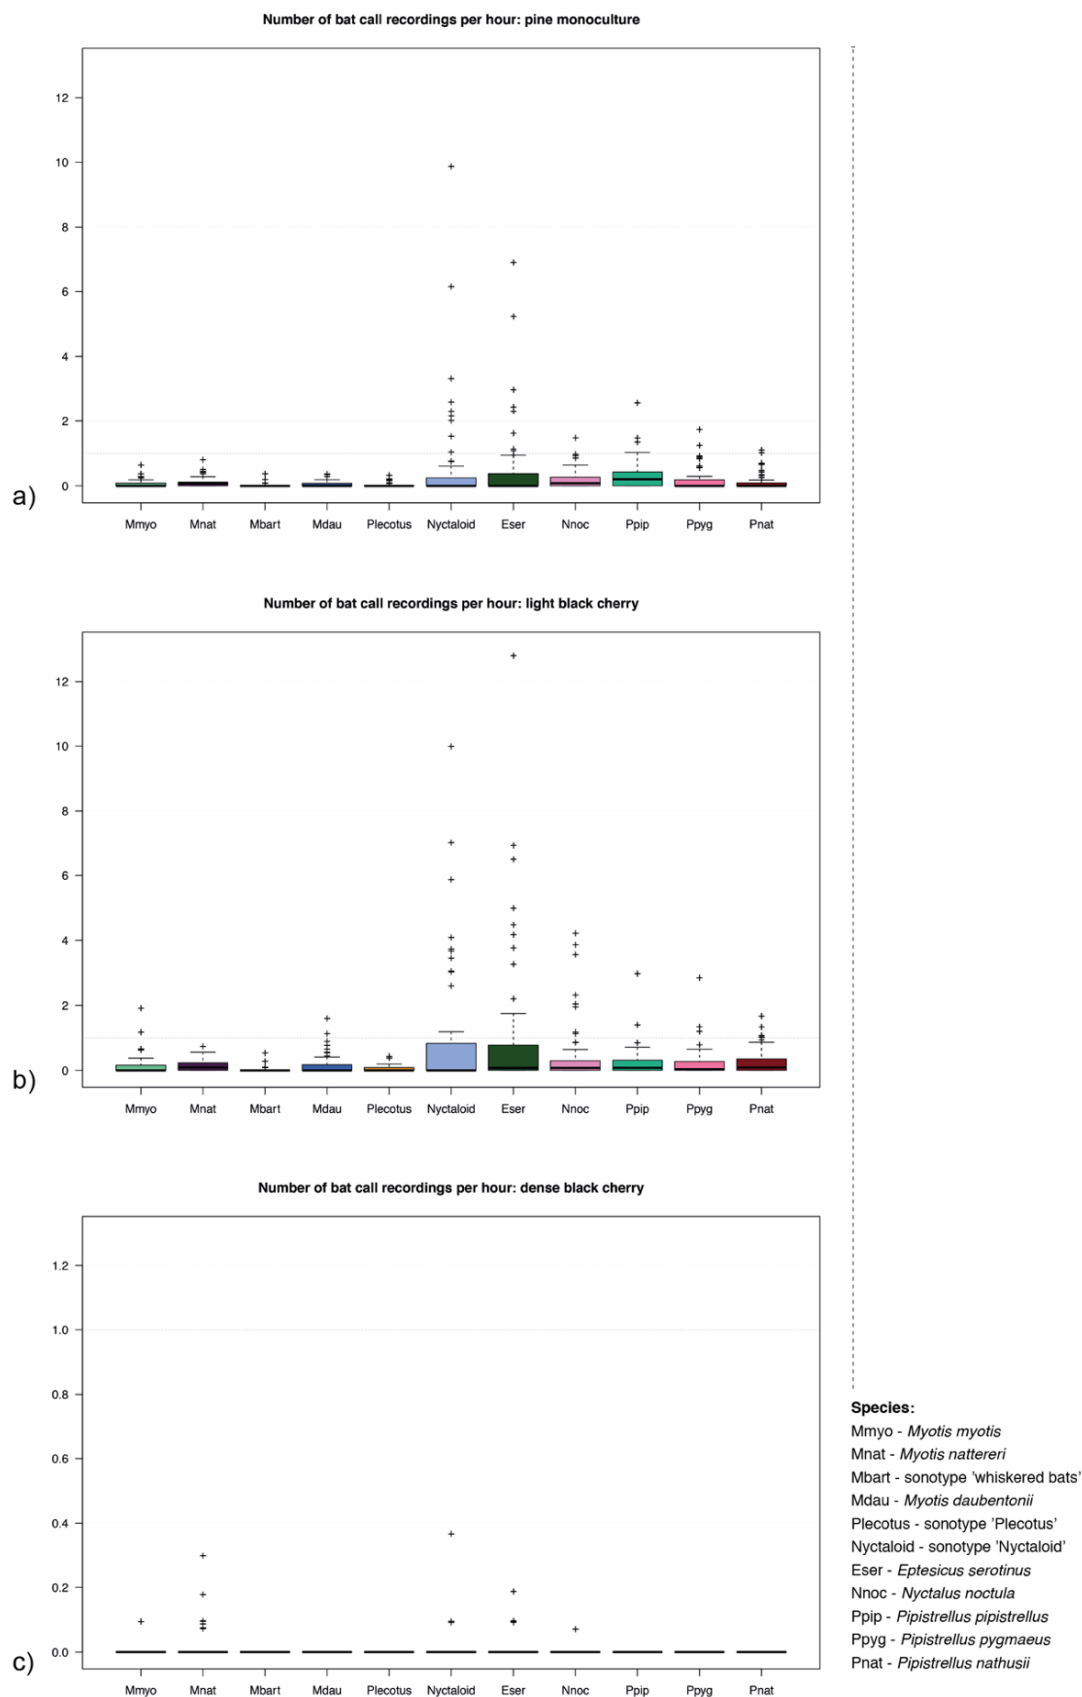 Number of bat call recordings per hour: pine monoculture
12
10
8
6
4
2
0
a)
Mmyo Mnat Mbart Mdau Plecotus Nyctaloid Eser Nnoc Ppip Ppyg Pnat
Number of bat call recordings per hour: light black cherry
12
10
8
6
4
2
0
b)
Mmyo Mnat Mbart Mdau Plecotus Nyctaloid Eser Nnoc Ppip Ppyg Pnat
Number of bat call recordings per hour: dense black cherry
1.2
1.0
0.8
0.6
0.4
0.2
0.0
c)
Mmyo Mnat Mbart Mdau Plecotus Nyctaloid Eser Nnoc Ppip Ppyg Pnat
Species:
Mmyo - Myotis myotis
Mnat - Myotis nattereri
Mbart - sonotype 'whiskered bats'
Mdau - Myotis daubentonii
Plecotus - sonotype 'Plecotus'
Nyctaloid - sonotype 'Nyctaloid'
Eser - Eptesicus serotinus
Nnoc - Nyctalus noctula
Ppip - Pipistrellus pipistrellus
Ppyg - Pipistrellus pygmaeus
Pnat - Pipistrellus nathusii